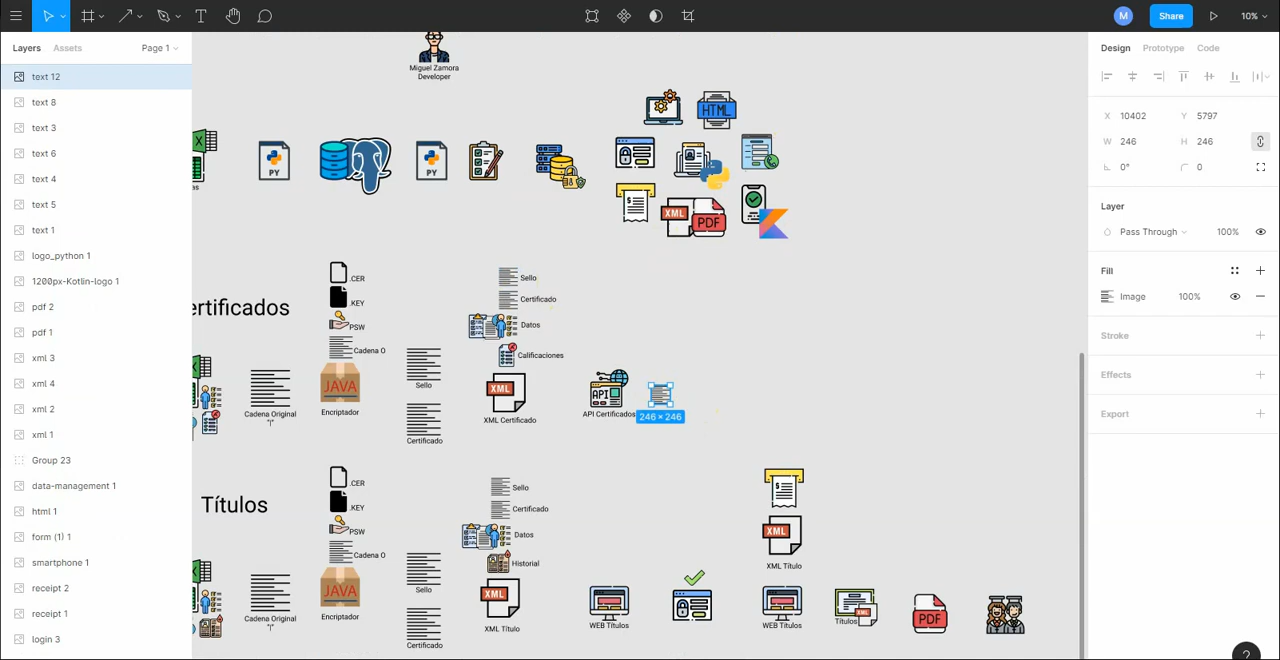 Share
10%
Layers
Assets
Page 1
Design
Prototype
Code
text 12
text 8
text 3
text 6
text 4
text 5
text 1
logo_python 1
1200px-Kotlin-logo 1
pdf 2
pdf 1
xml 3
xml 4
xml 2
xml 1
Group 23
data-management 1
html 1
form (1) 1
smartphone 1
receipt 2
receipt 1
login 3
Miguel Zamora
Developer
HTML
PY
PY
XML
PDF
ertificados
.CER
.KEY
PSW
Cadena O
JAVA
Encriptador
Cadena Original
"|"
Sello
Certificado
Sello
Certificado
Datos
Calificaciones
XML
XML Certificado
API
API Certificados
246 × 246
Títulos
.CER
.KEY
PSW
Cadena O
JAVA
Encriptador
Cadena Original
"|"
Sello
Certificado
Sello
Certificado
Datos
Historial
XML
XML Título
WEB Títulos
XML
XML Título
WEB Títulos
XML
Títulos
PDF
X 10402 Y 5797
W 246 H 246
0° 0
Layer
Pass Through 100%
Fill
Image 100%
Stroke
Effects
Export
M
?